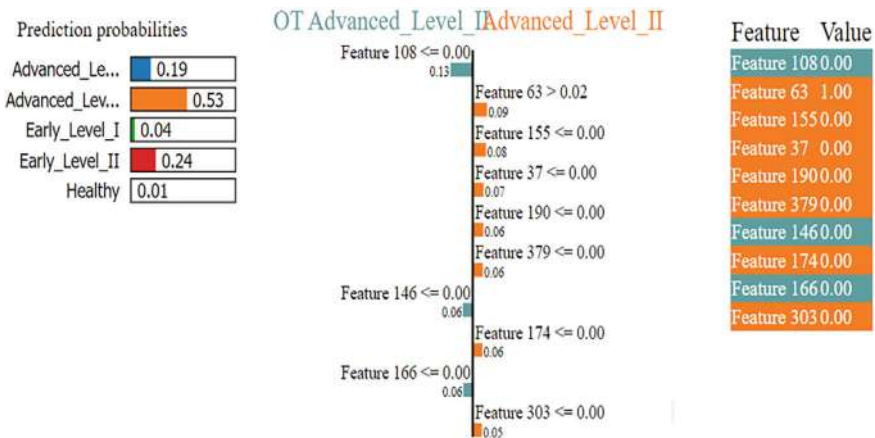 Prediction probabilities
Advanced_Le... 0.19
Advanced_Lev... 0.53
Early_Level_I 0.04
Early_Level_II 0.24
Healthy 0.01
OT Advanced_Level_II
Advanced_Level_II
Feature 108 <= 0.00
0.13
Feature 63 > 0.02
0.09
Feature 155 <= 0.00
0.08
Feature 37 <= 0.00
0.07
Feature 190 <= 0.00
0.06
Feature 379 <= 0.00
0.06
Feature 146 <= 0.00
0.06
Feature 174 <= 0.00
0.06
Feature 166 <= 0.00
0.06
Feature 303 <= 0.00
0.05
Feature Value
Feature 108 0.00
Feature 63 1.00
Feature 155 0.00
Feature 37 0.00
Feature 190 0.00
Feature 379 0.00
Feature 146 0.00
Feature 174 0.00
Feature 166 0.00
Feature 303 0.00